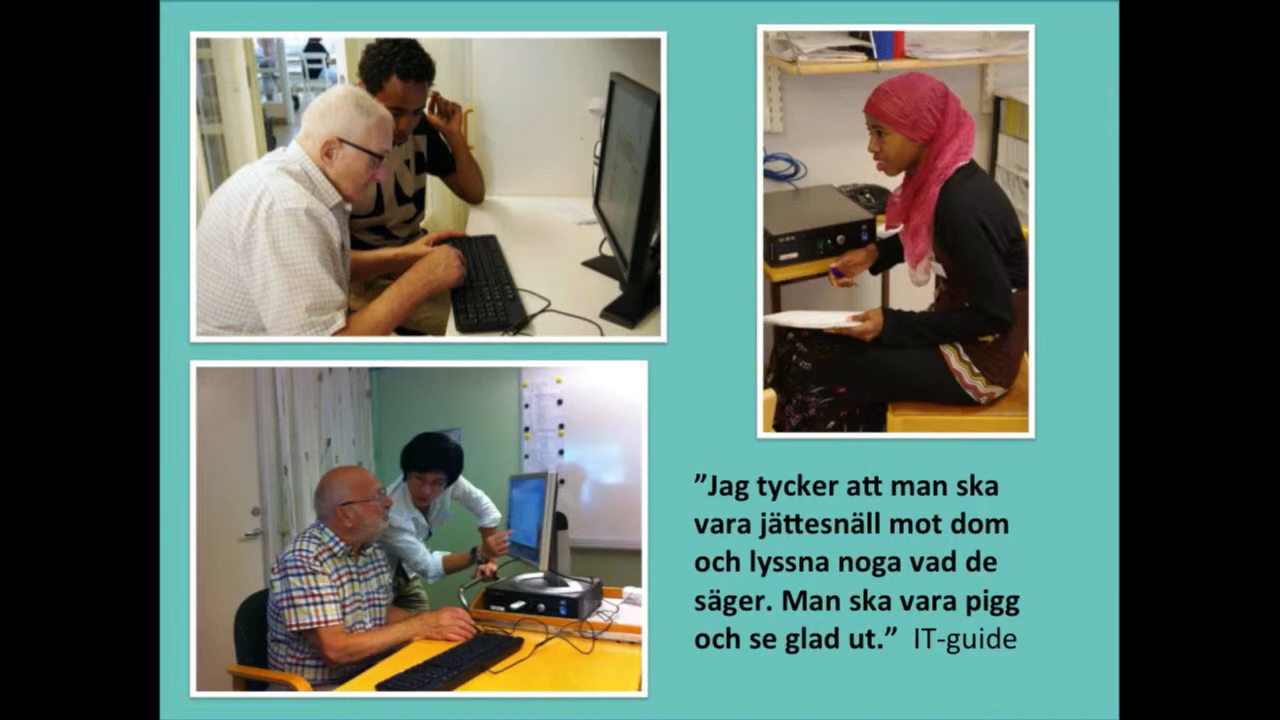 ”Jag tycker att man ska
vara jättesnäll mot dom
och lyssna noga vad de
säger. Man ska vara pigg
och se glad ut.” IT-guide